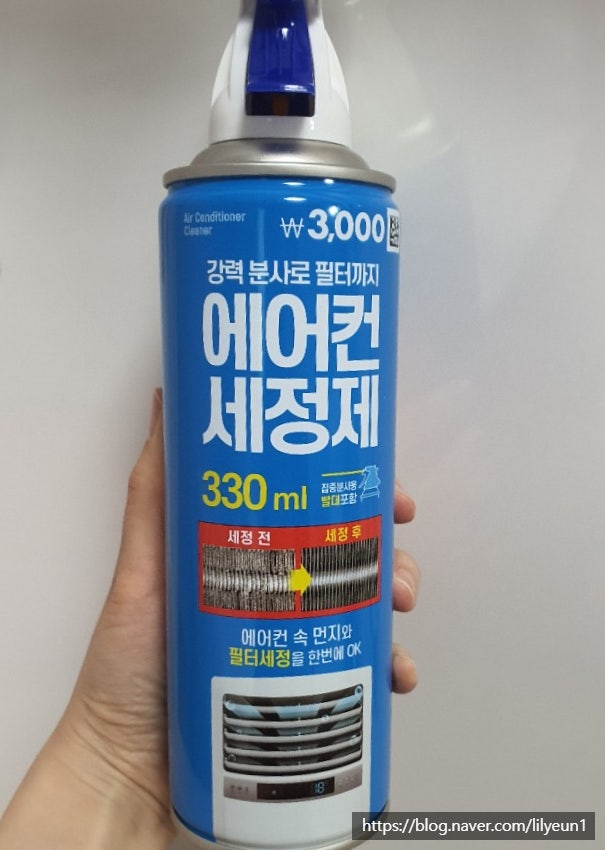 Air Conditioner
Cleaner
₩3,000
강력 분사로 필터까지
에어컨
세정제
330 ml
집중분사용
빨대포함
세정 전
세정 후
에어컨 속 먼지와
필터세정을 한번에 OK
18°
https://blog.naver.com/lilyeun1